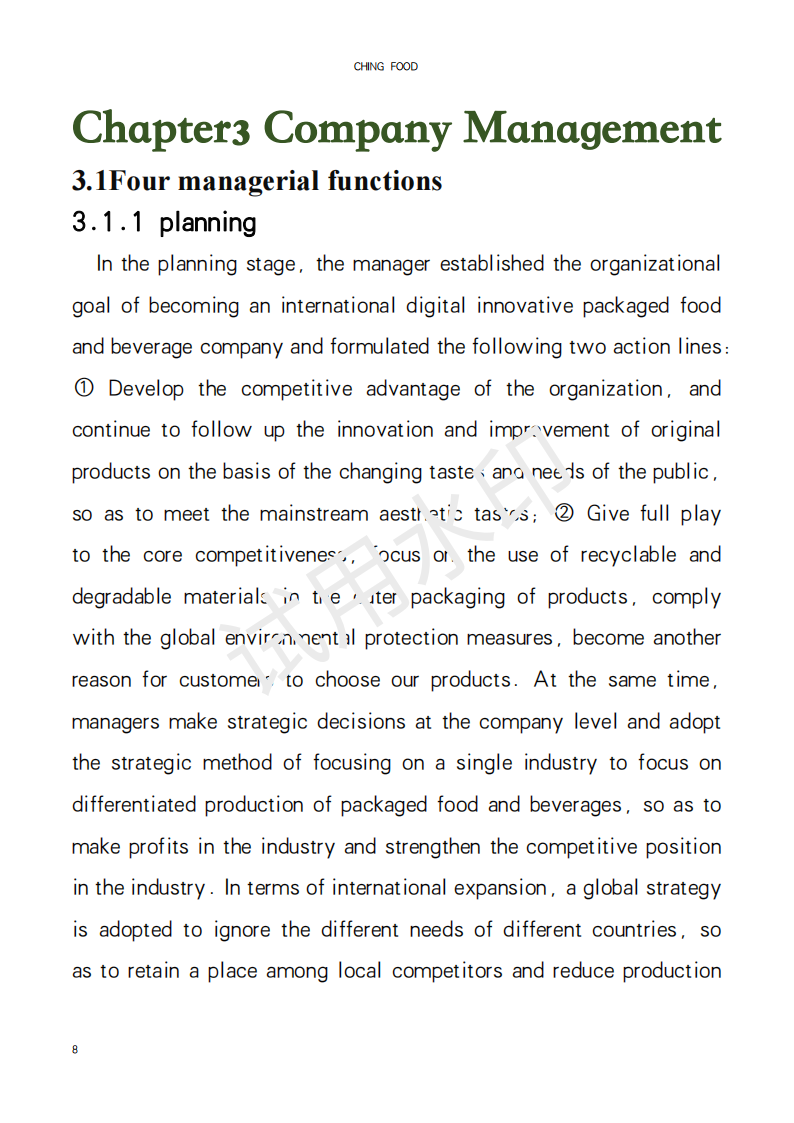 CHING FOOD
Chapter3 Company Management
3.1Four managerial functions
3.1.1 planning
In the planning stage, the manager established the organizational
goal of becoming an international digital innovative packaged food
and beverage company and formulated the following two action lines:
① Develop the competitive advantage of the organization, and
continue to follow up the innovation and improvement of original
products on the basis of the changing tastes and needs of the public,
so as to meet the mainstream aesthetic tastes; ② Give full play
to the core competitiveness, focus on the use of recyclable and
degradable materials in the outer packaging of products, comply
with the global environmental protection measures, become another
reason for customers to choose our products. At the same time,
managers make strategic decisions at the company level and adopt
the strategic method of focusing on a single industry to focus on
differentiated production of packaged food and beverages, so as to
make profits in the industry and strengthen the competitive position
in the industry. In terms of international expansion, a global strategy
is adopted to ignore the different needs of different countries, so
as to retain a place among local competitors and reduce production
试用水印
8